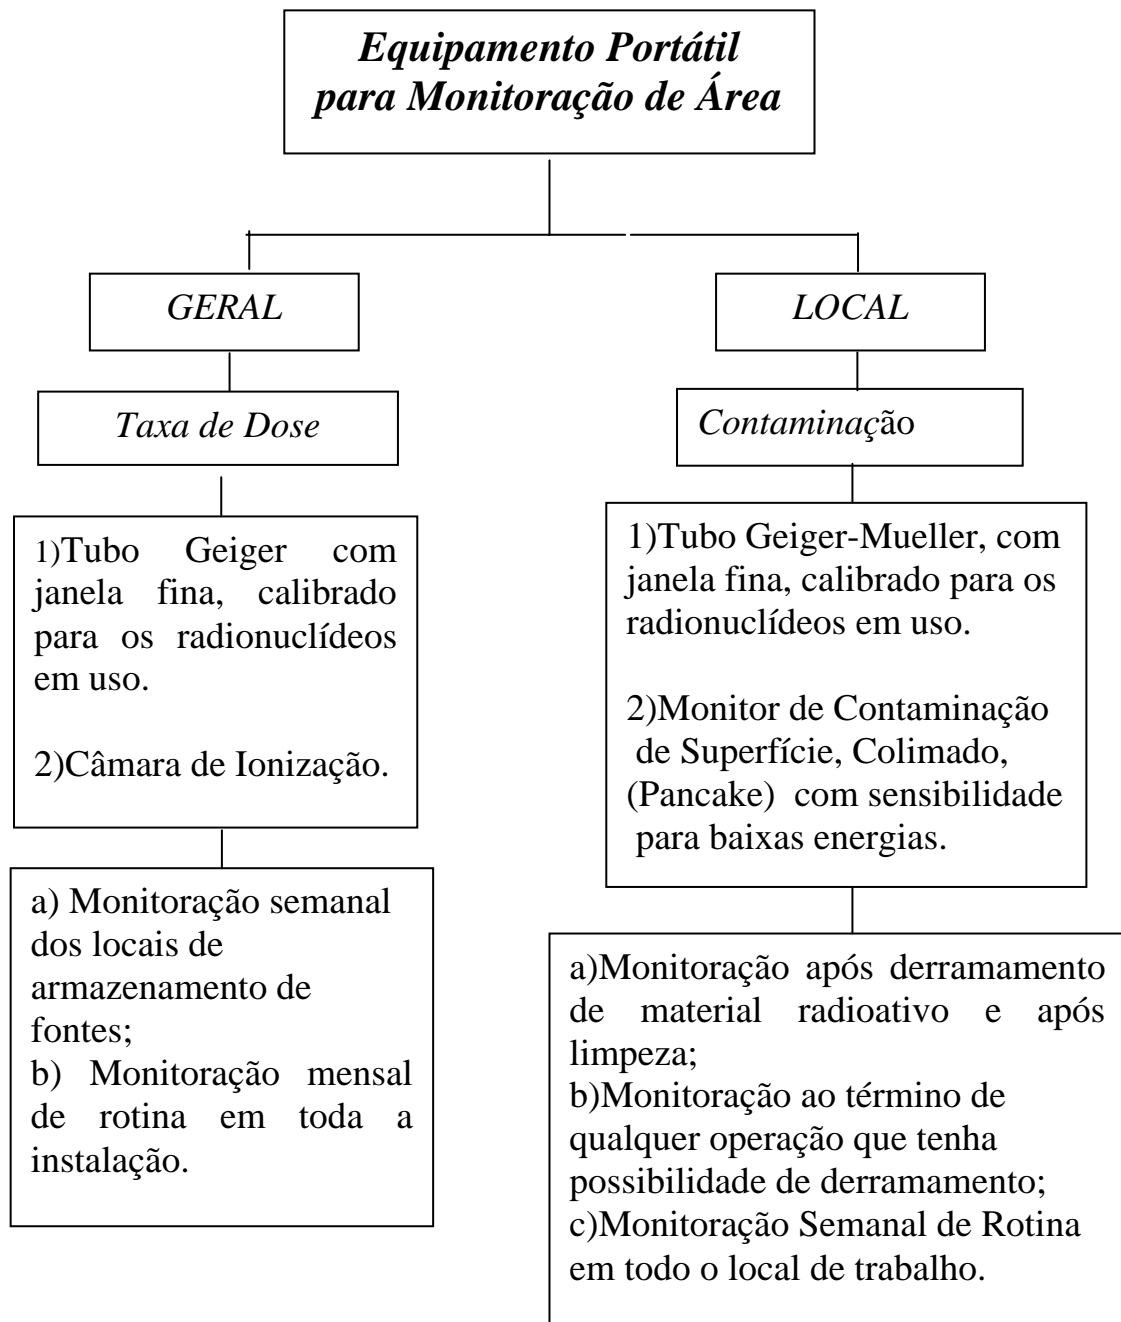 Equipamento Portátil
para Monitoração de Área
GERAL
LOCAL
Taxa de Dose
Contaminação
1)Tubo Geiger com
janela fina, calibrado
para os radionuclídeos
em uso.
2)Câmara de Ionização.
1)Tubo Geiger-Mueller, com
janela fina, calibrado para os
radionuclídeos em uso.
2)Monitor de Contaminação
de Superfície, Colimado,
(Pancake) com sensibilidade
para baixas energias.
a) Monitoração semanal
dos locais de
armazenamento de
fontes;
b) Monitoração mensal
de rotina em toda a
instalação.
a)Monitoração após derramamento
de material radioativo e após
limpeza;
b)Monitoração ao término de
qualquer operação que tenha
possibilidade de derramamento;
c)Monitoração Semanal de Rotina
em todo o local de trabalho.